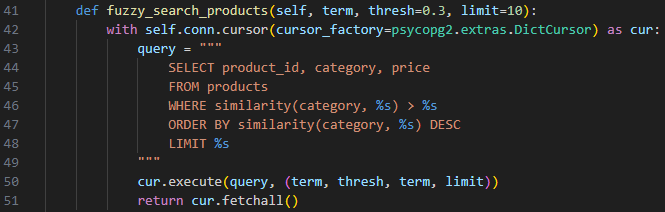 41 def fuzzy_search_products(self, term, thresh=0.3, limit=10):
42 with self.conn.cursor(cursor_factory=psycopg2.extras.DictCursor) as cur:
43 query = """
44 SELECT product_id, category, price
45 FROM products
46 WHERE similarity(category, %s) > %s
47 ORDER BY similarity(category, %s) DESC
48 LIMIT %s
49 """
50 cur.execute(query, (term, thresh, term, limit))
51 return cur.fetchall()